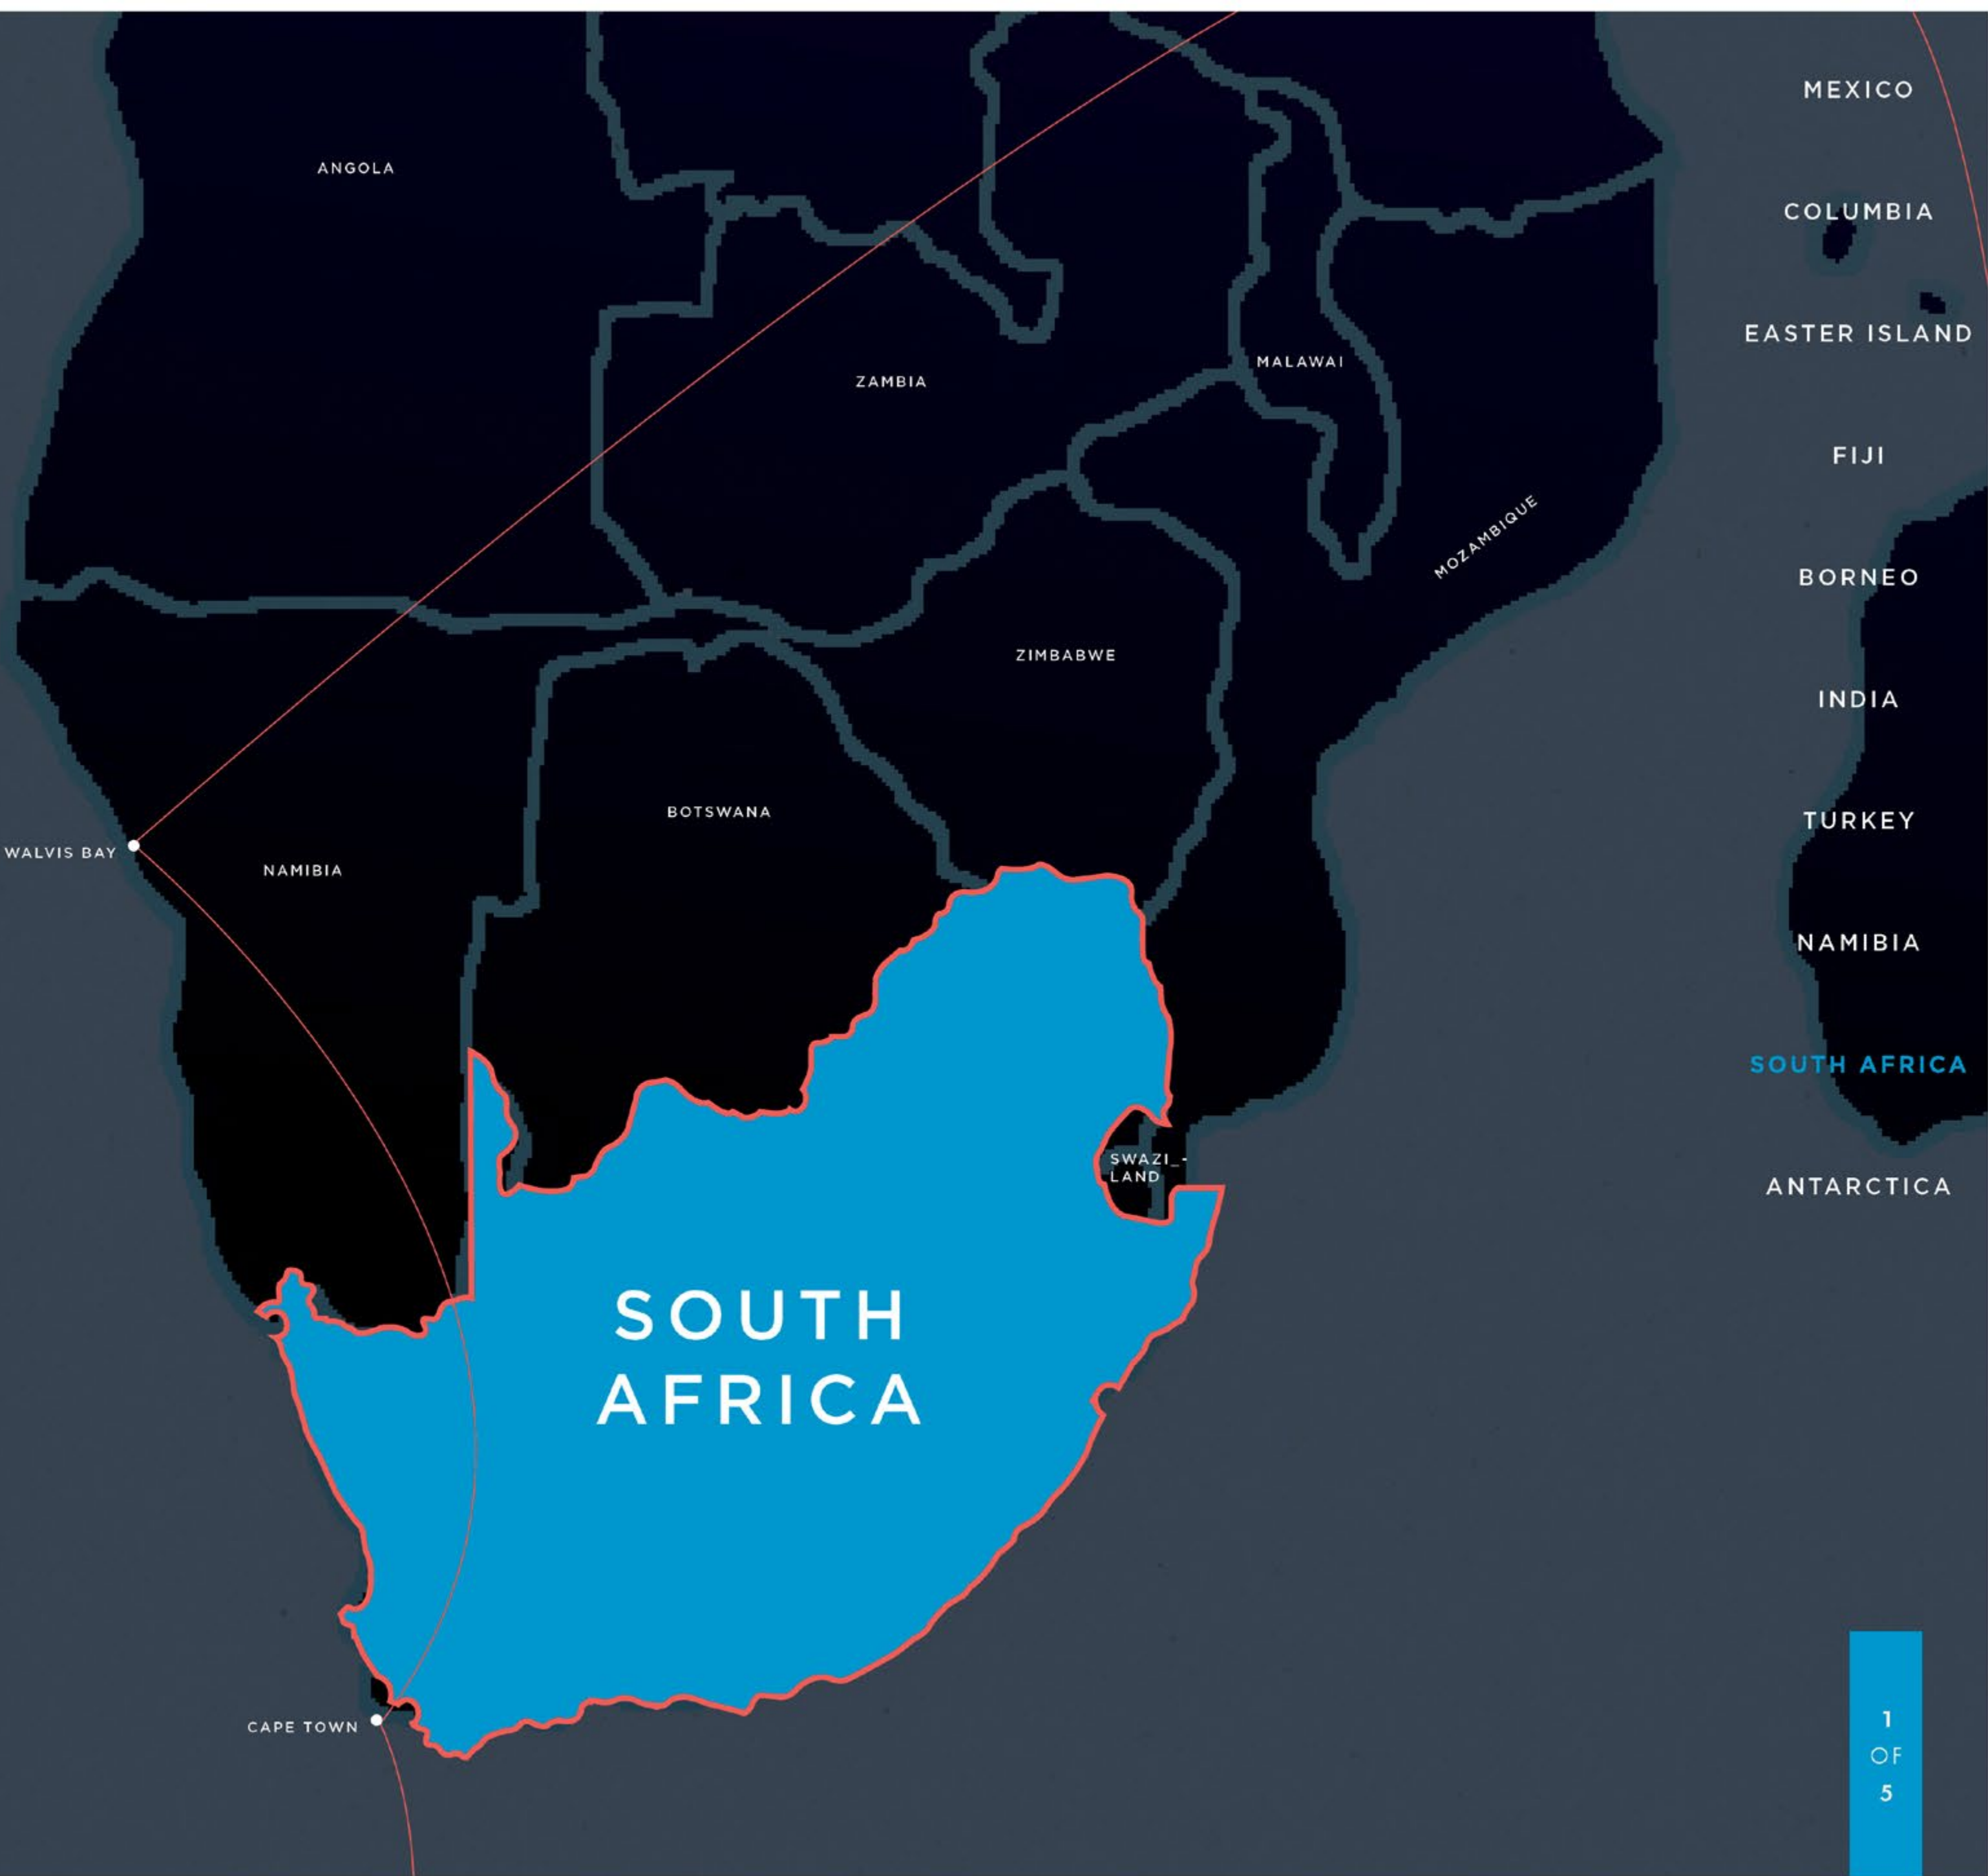 ANGOLA
ZAMBIA
MALAWAI
MOZAMBIQUE
ZIMBABWE
BOTSWANA
WALVIS BAY
NAMIBIA
SWAZI_-
LAND
SOUTH
AFRICA
CAPE TOWN
MEXICO
COLUMBIA
EASTER ISLAND
FIJI
BORNEO
INDIA
TURKEY
NAMIBIA
SOUTH AFRICA
ANTARCTICA
1
OF
5